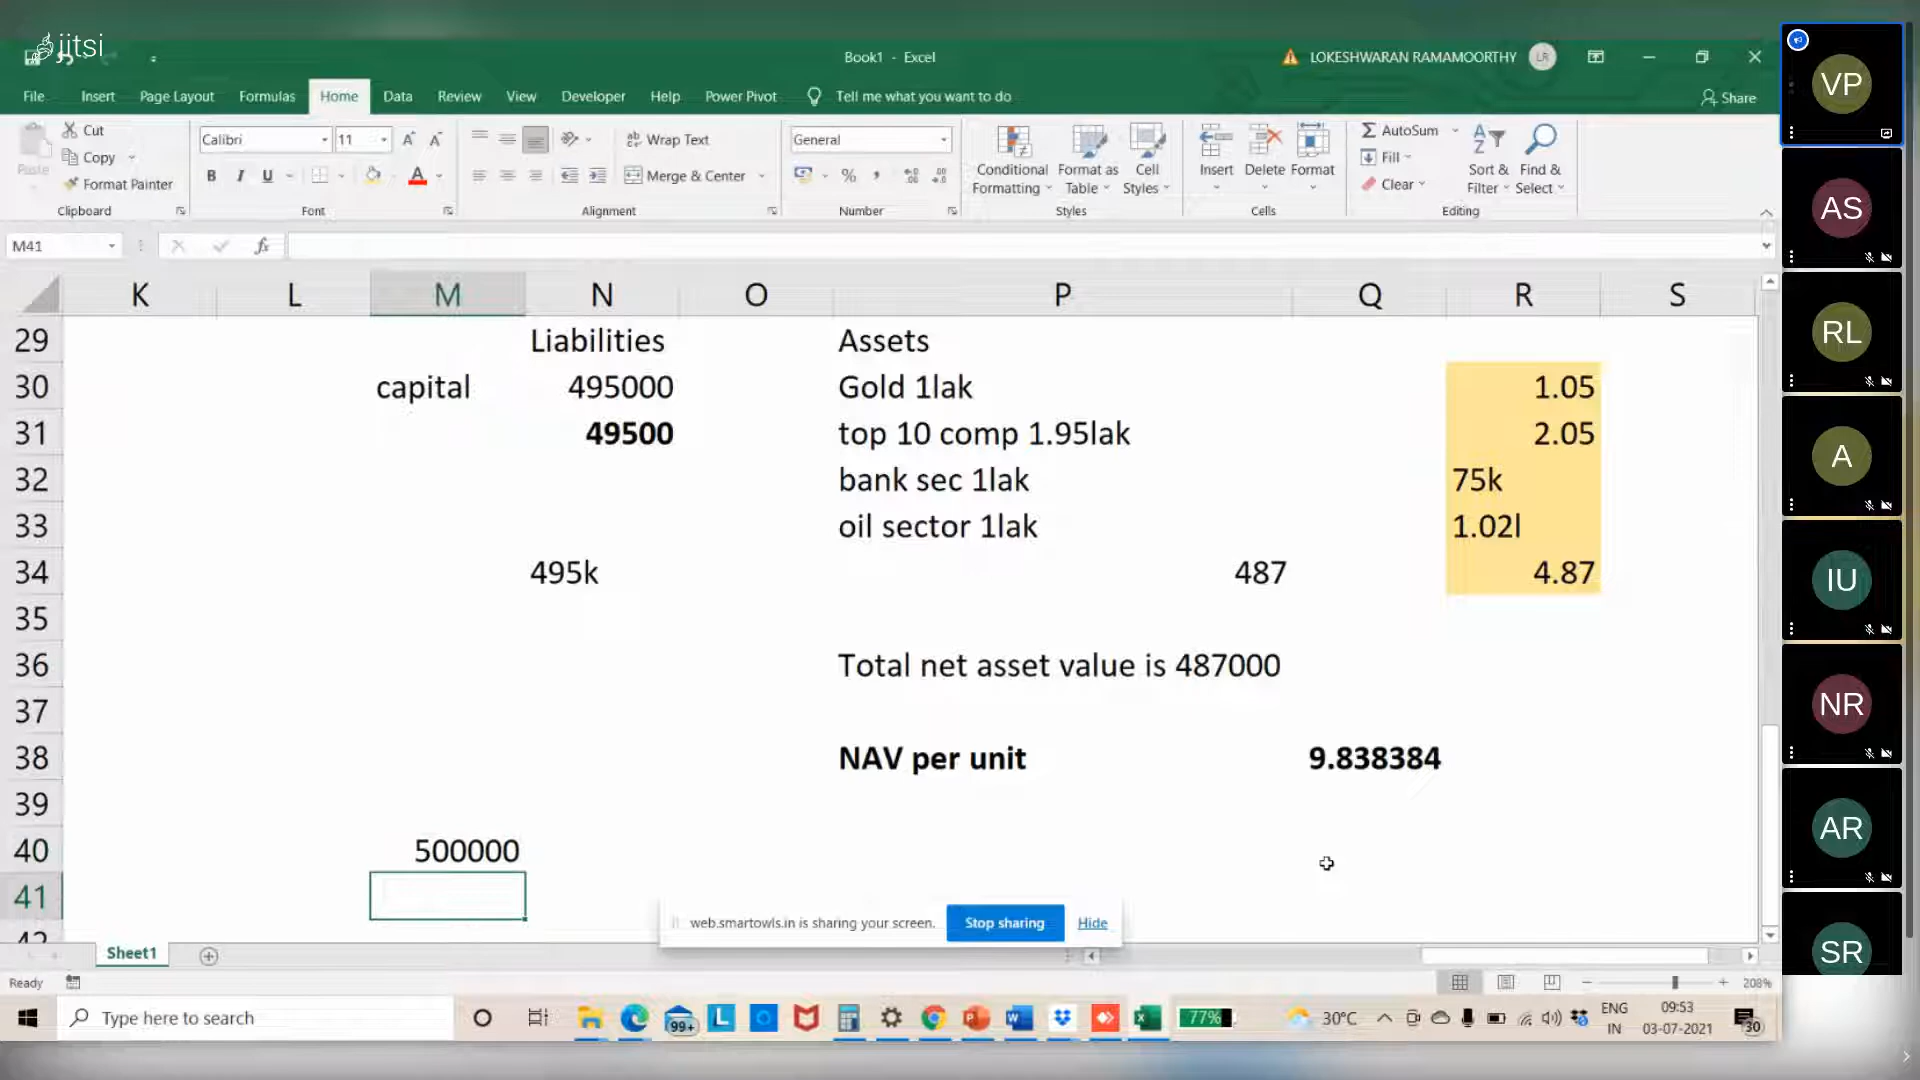 jitsi
Book1 - Excel
LOKESHWARAN RAMAMOORTHY LR
File Insert Page Layout Formulas Home Data Review View Developer Help Power Pivot Tell me what you want to do Share
Paste
Cut
Copy
Format Painter
Clipboard
Calibri 11
B I U A
Font
Wrap Text
Merge & Center
Alignment
General
%
Number
Conditional Formatting
Format as Table
Cell Styles
Styles
Insert Delete Format
Cells
AutoSum
Fill
Clear
Sort & Filter
Find & Select
Editing
M41 fx
K L M N O P Q R S
29 Liabilities Assets
30 capital 495000 Gold 1lak 1.05
31 49500 top 10 comp 1.95lak 2.05
32 bank sec 1lak 75k
33 oil sector 1lak 1.02l
34 495k 487 4.87
35
36 Total net asset value is 487000
37
38 NAV per unit 9.838384
39
40 500000
41
42
web.smartowls.in is sharing your screen. Stop sharing Hide
Sheet1
Ready 208%
Type here to search 99+ 77% 30°C ENG IN 09:53 03-07-2021 30
VP
AS
RL
A
IU
NR
AR
SR